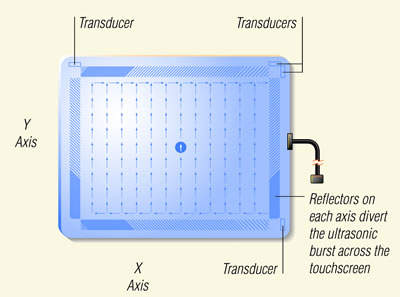 Transducer
Transducers
Y
Axis
Reflectors on
each axis divert
the ultrasonic
burst across the
touchscreen
X
Axis
Transducer